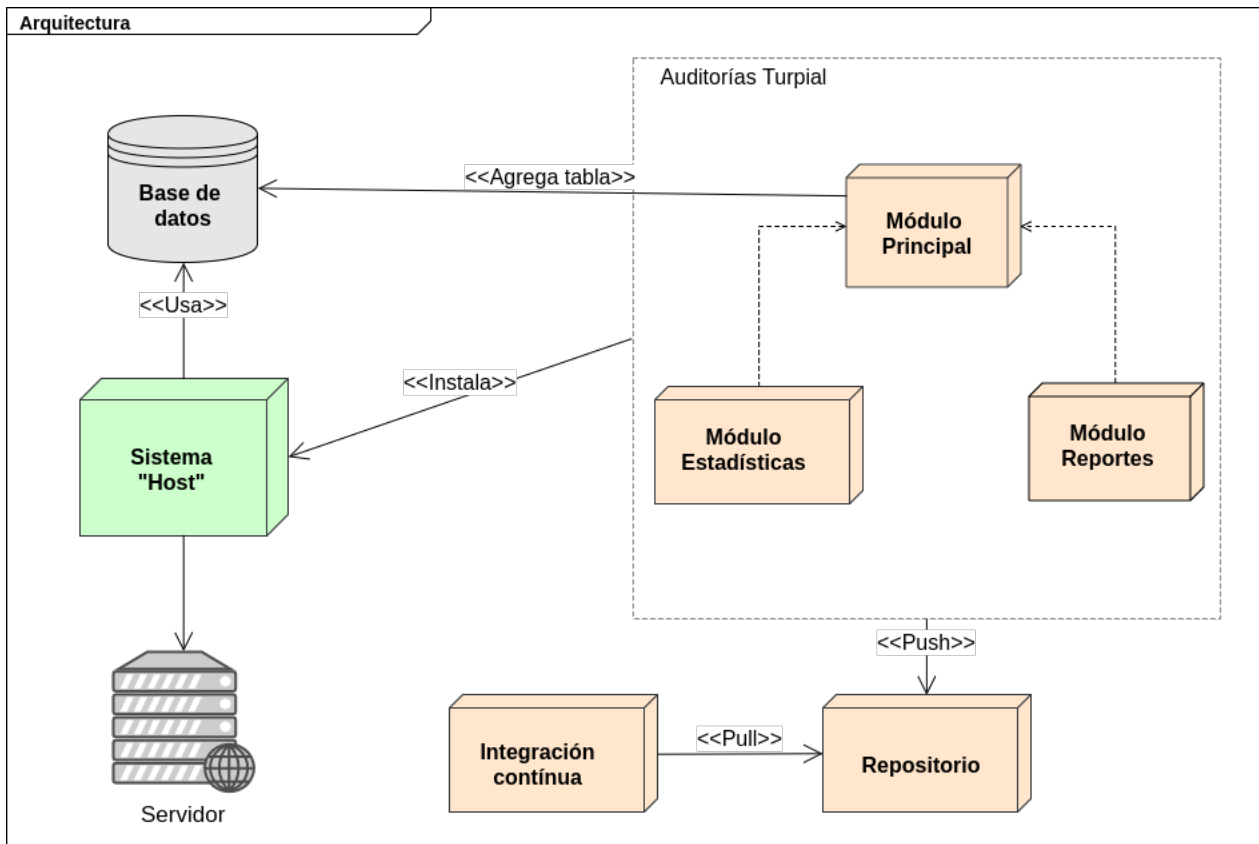 Arquitectura
Auditorías Turpial
Base de
datos
<<Agrega tabla>>
Módulo
Principal
<<Usa>>
<<Instala>>
Sistema
"Host"
Módulo
Estadísticas
Módulo
Reportes
<<Push>>
Servidor
Integración
contínua
<<Pull>>
Repositorio